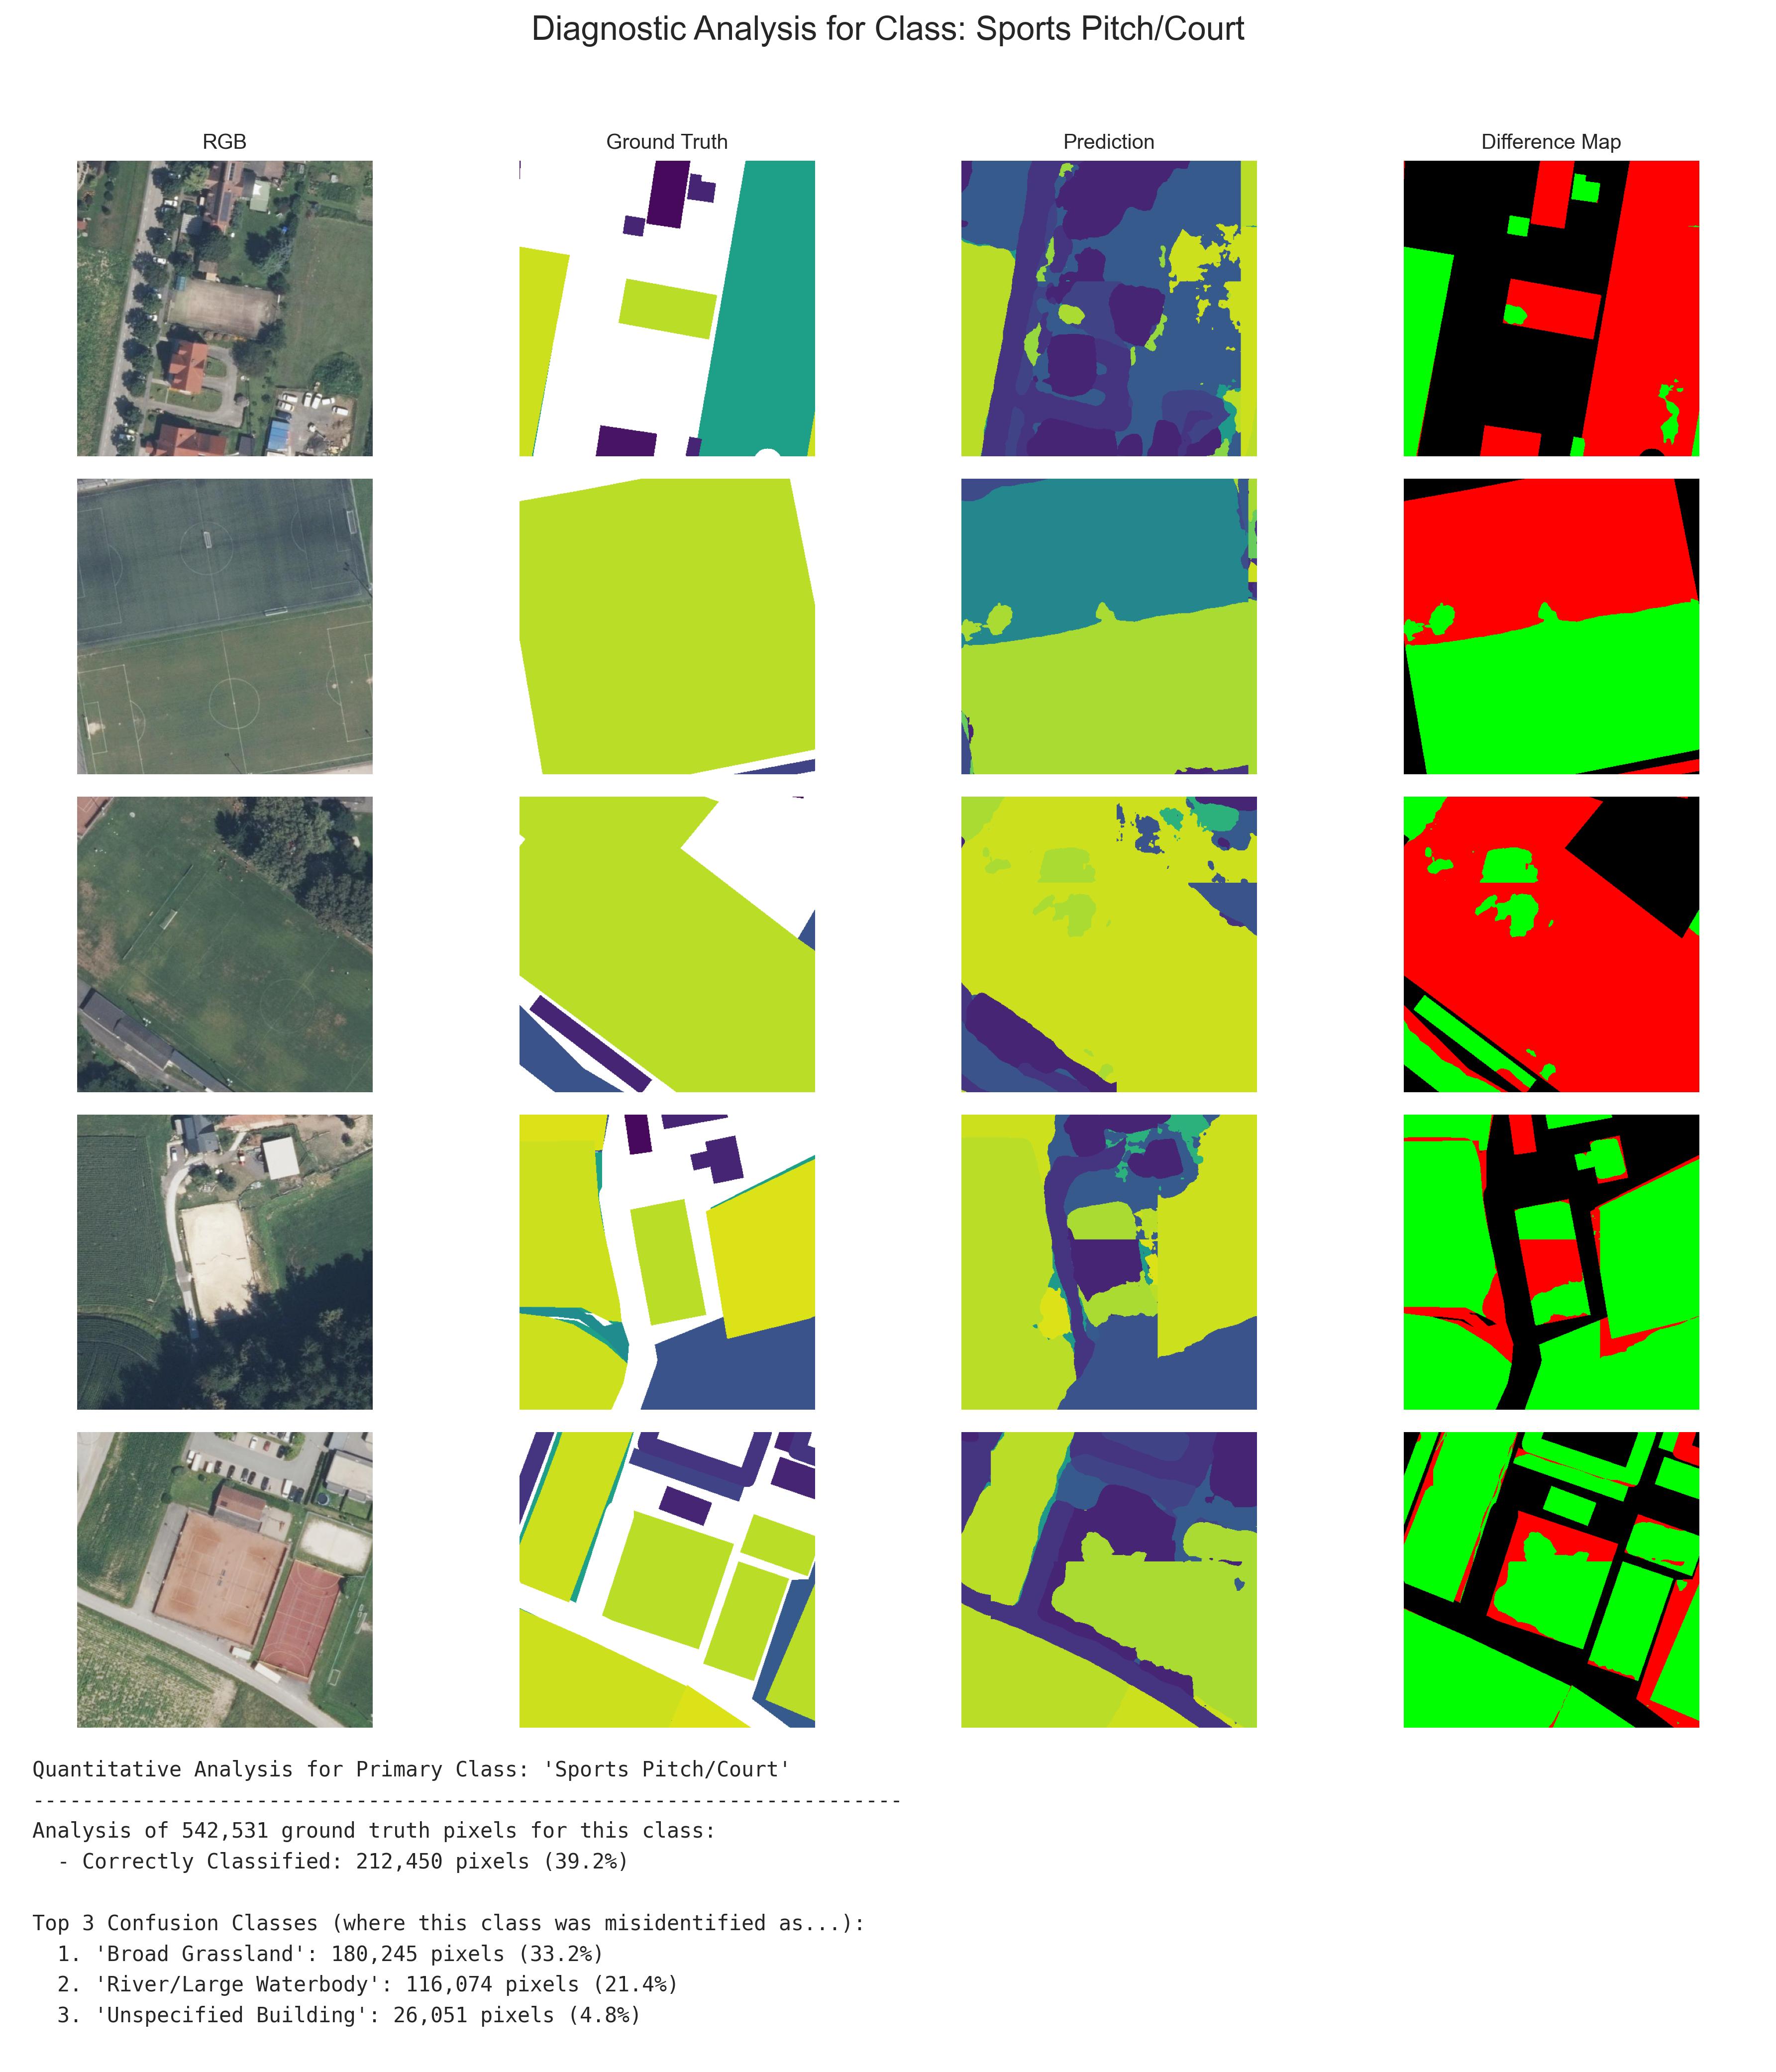 Diagnostic Analysis for Class: Sports Pitch/Court
RGB
Ground Truth
Prediction
Difference Map
Quantitative Analysis for Primary Class: 'Sports Pitch/Court'
----------------------------------------------------------------------
Analysis of 542,531 ground truth pixels for this class:
- Correctly Classified: 212,450 pixels (39.2%)
Top 3 Confusion Classes (where this class was misidentified as...):
1. 'Broad Grassland': 180,245 pixels (33.2%)
2. 'River/Large Waterbody': 116,074 pixels (21.4%)
3. 'Unspecified Building': 26,051 pixels (4.8%)